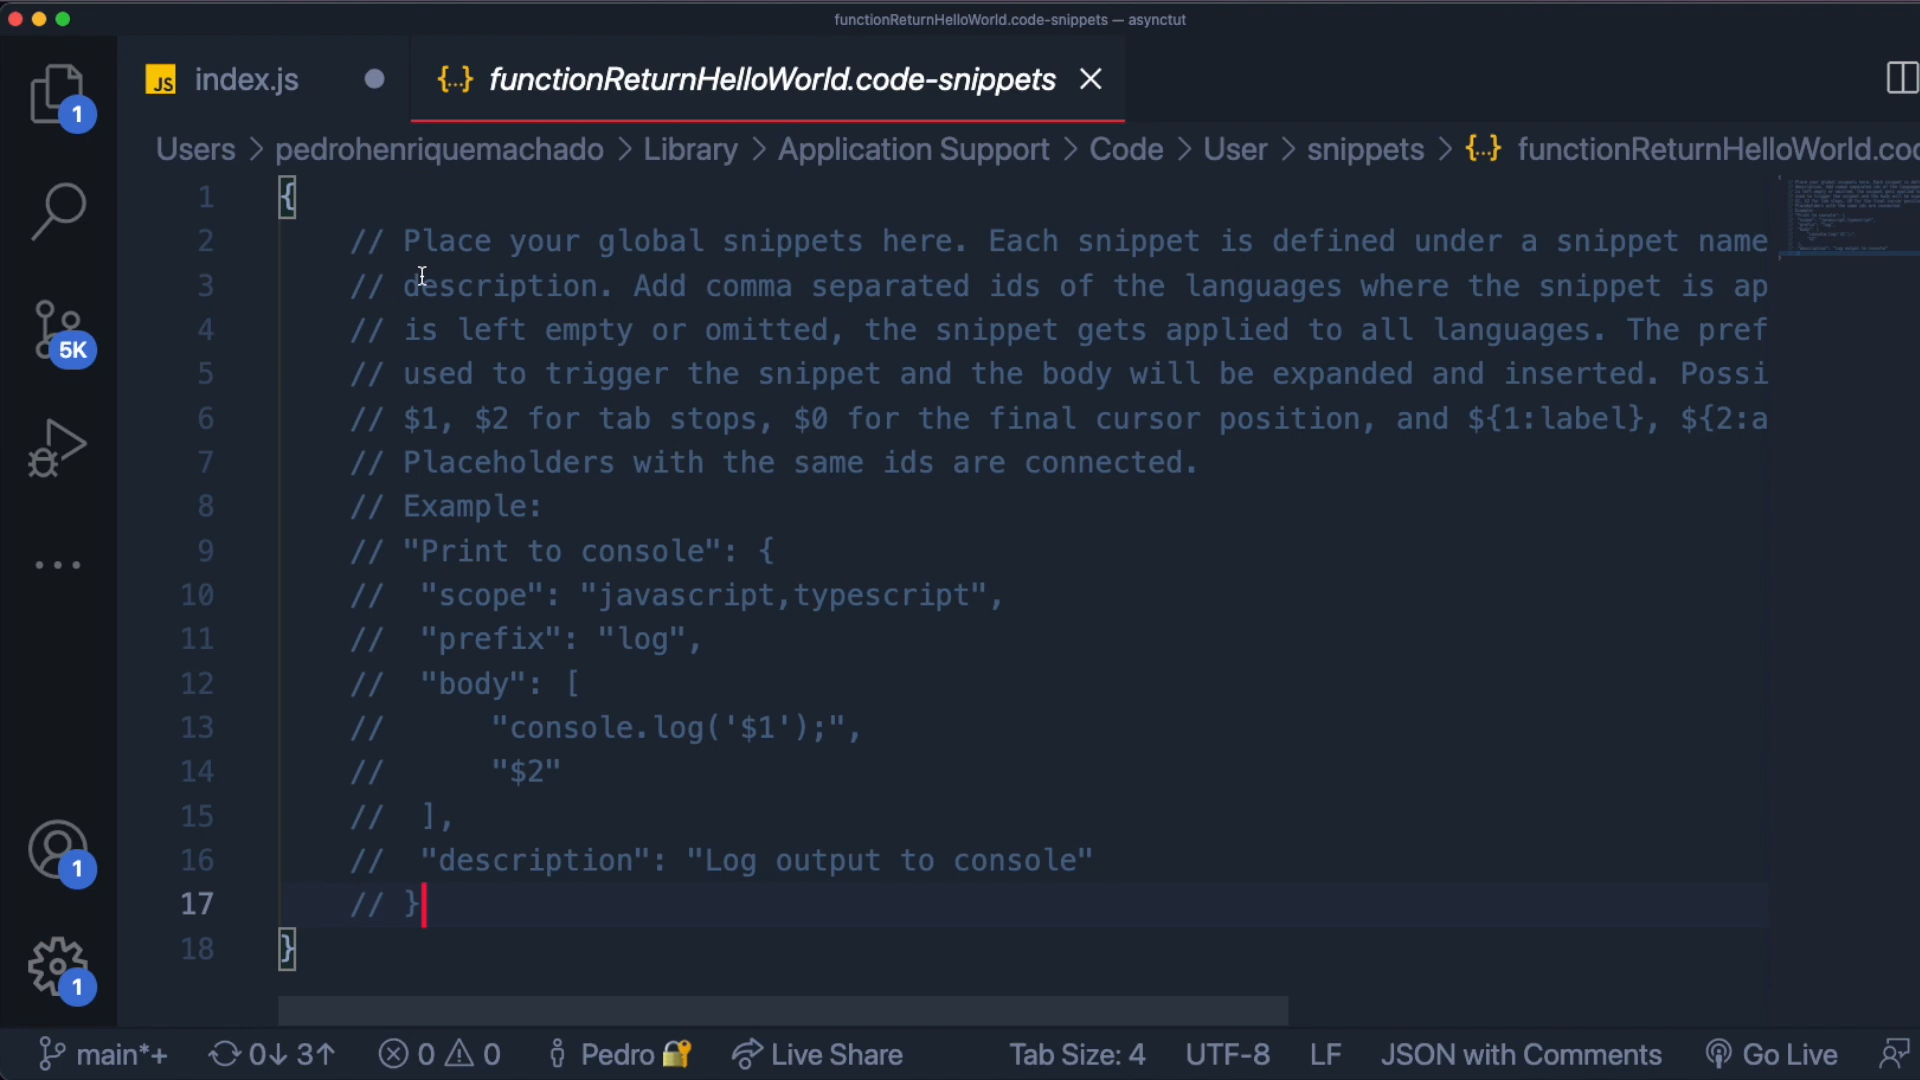 functionReturnHelloWorld.code-snippets — asynctut
JS index.js {...} functionReturnHelloWorld.code-snippets
Users > pedrohenriquemachado > Library > Application Support > Code > User > snippets > {...} functionReturnHelloWorld.coc
1 {
2 // Place your global snippets here. Each snippet is defined under a snippet name
3 // description. Add comma separated ids of the languages where the snippet is ap
4 // is left empty or omitted, the snippet gets applied to all languages. The pref
5 // used to trigger the snippet and the body will be expanded and inserted. Possi
6 // $1, $2 for tab stops, $0 for the final cursor position, and ${1:label}, ${2:a
7 // Placeholders with the same ids are connected.
8 // Example:
9 // "Print to console": {
10 // "scope": "javascript,typescript",
11 // "prefix": "log",
12 // "body": [
13 // "console.log('$1');",
14 // "$2"
15 // ],
16 // "description": "Log output to console"
17 // }
18 }
1
5K
1
1
main*+ 0↓ 3↑ 0 0 Pedro 🔐 Live Share Tab Size: 4 UTF-8 LF JSON with Comments Go Live